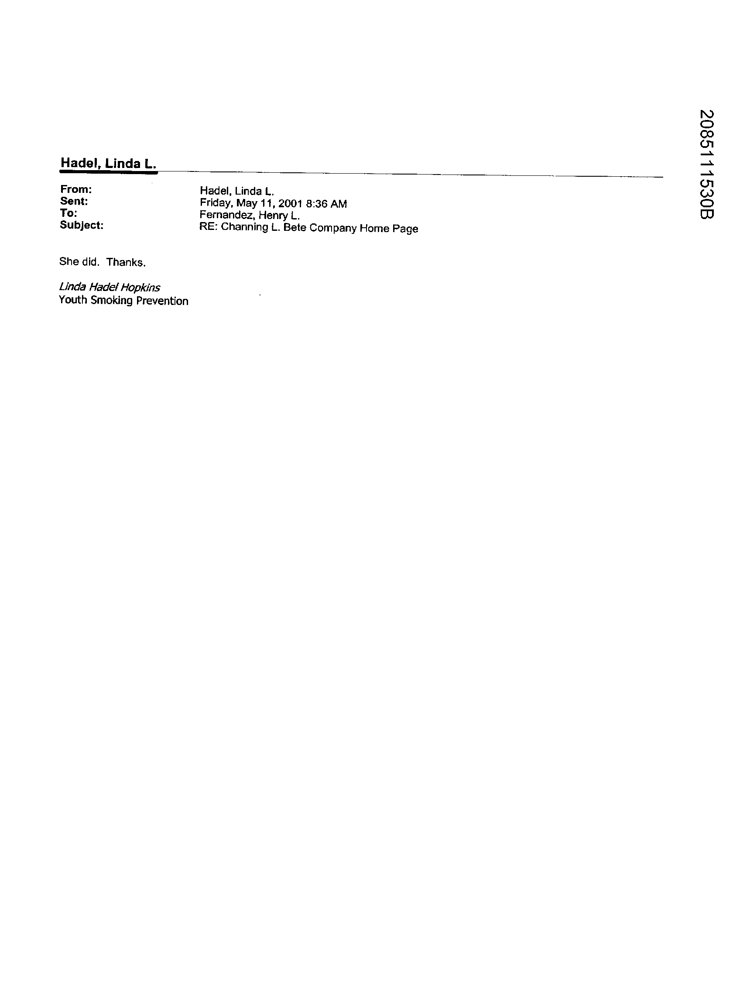 2085111530B
Hadel, Linda L.
From: Hadel, Linda L.
Sent: Friday, May 11, 2001 8:36 AM
To: Fernandez, Henry L.
Subject: RE: Channing L. Bete Company Home Page
She did. Thanks.
Linda Hadel Hopkins
Youth Smoking Prevention